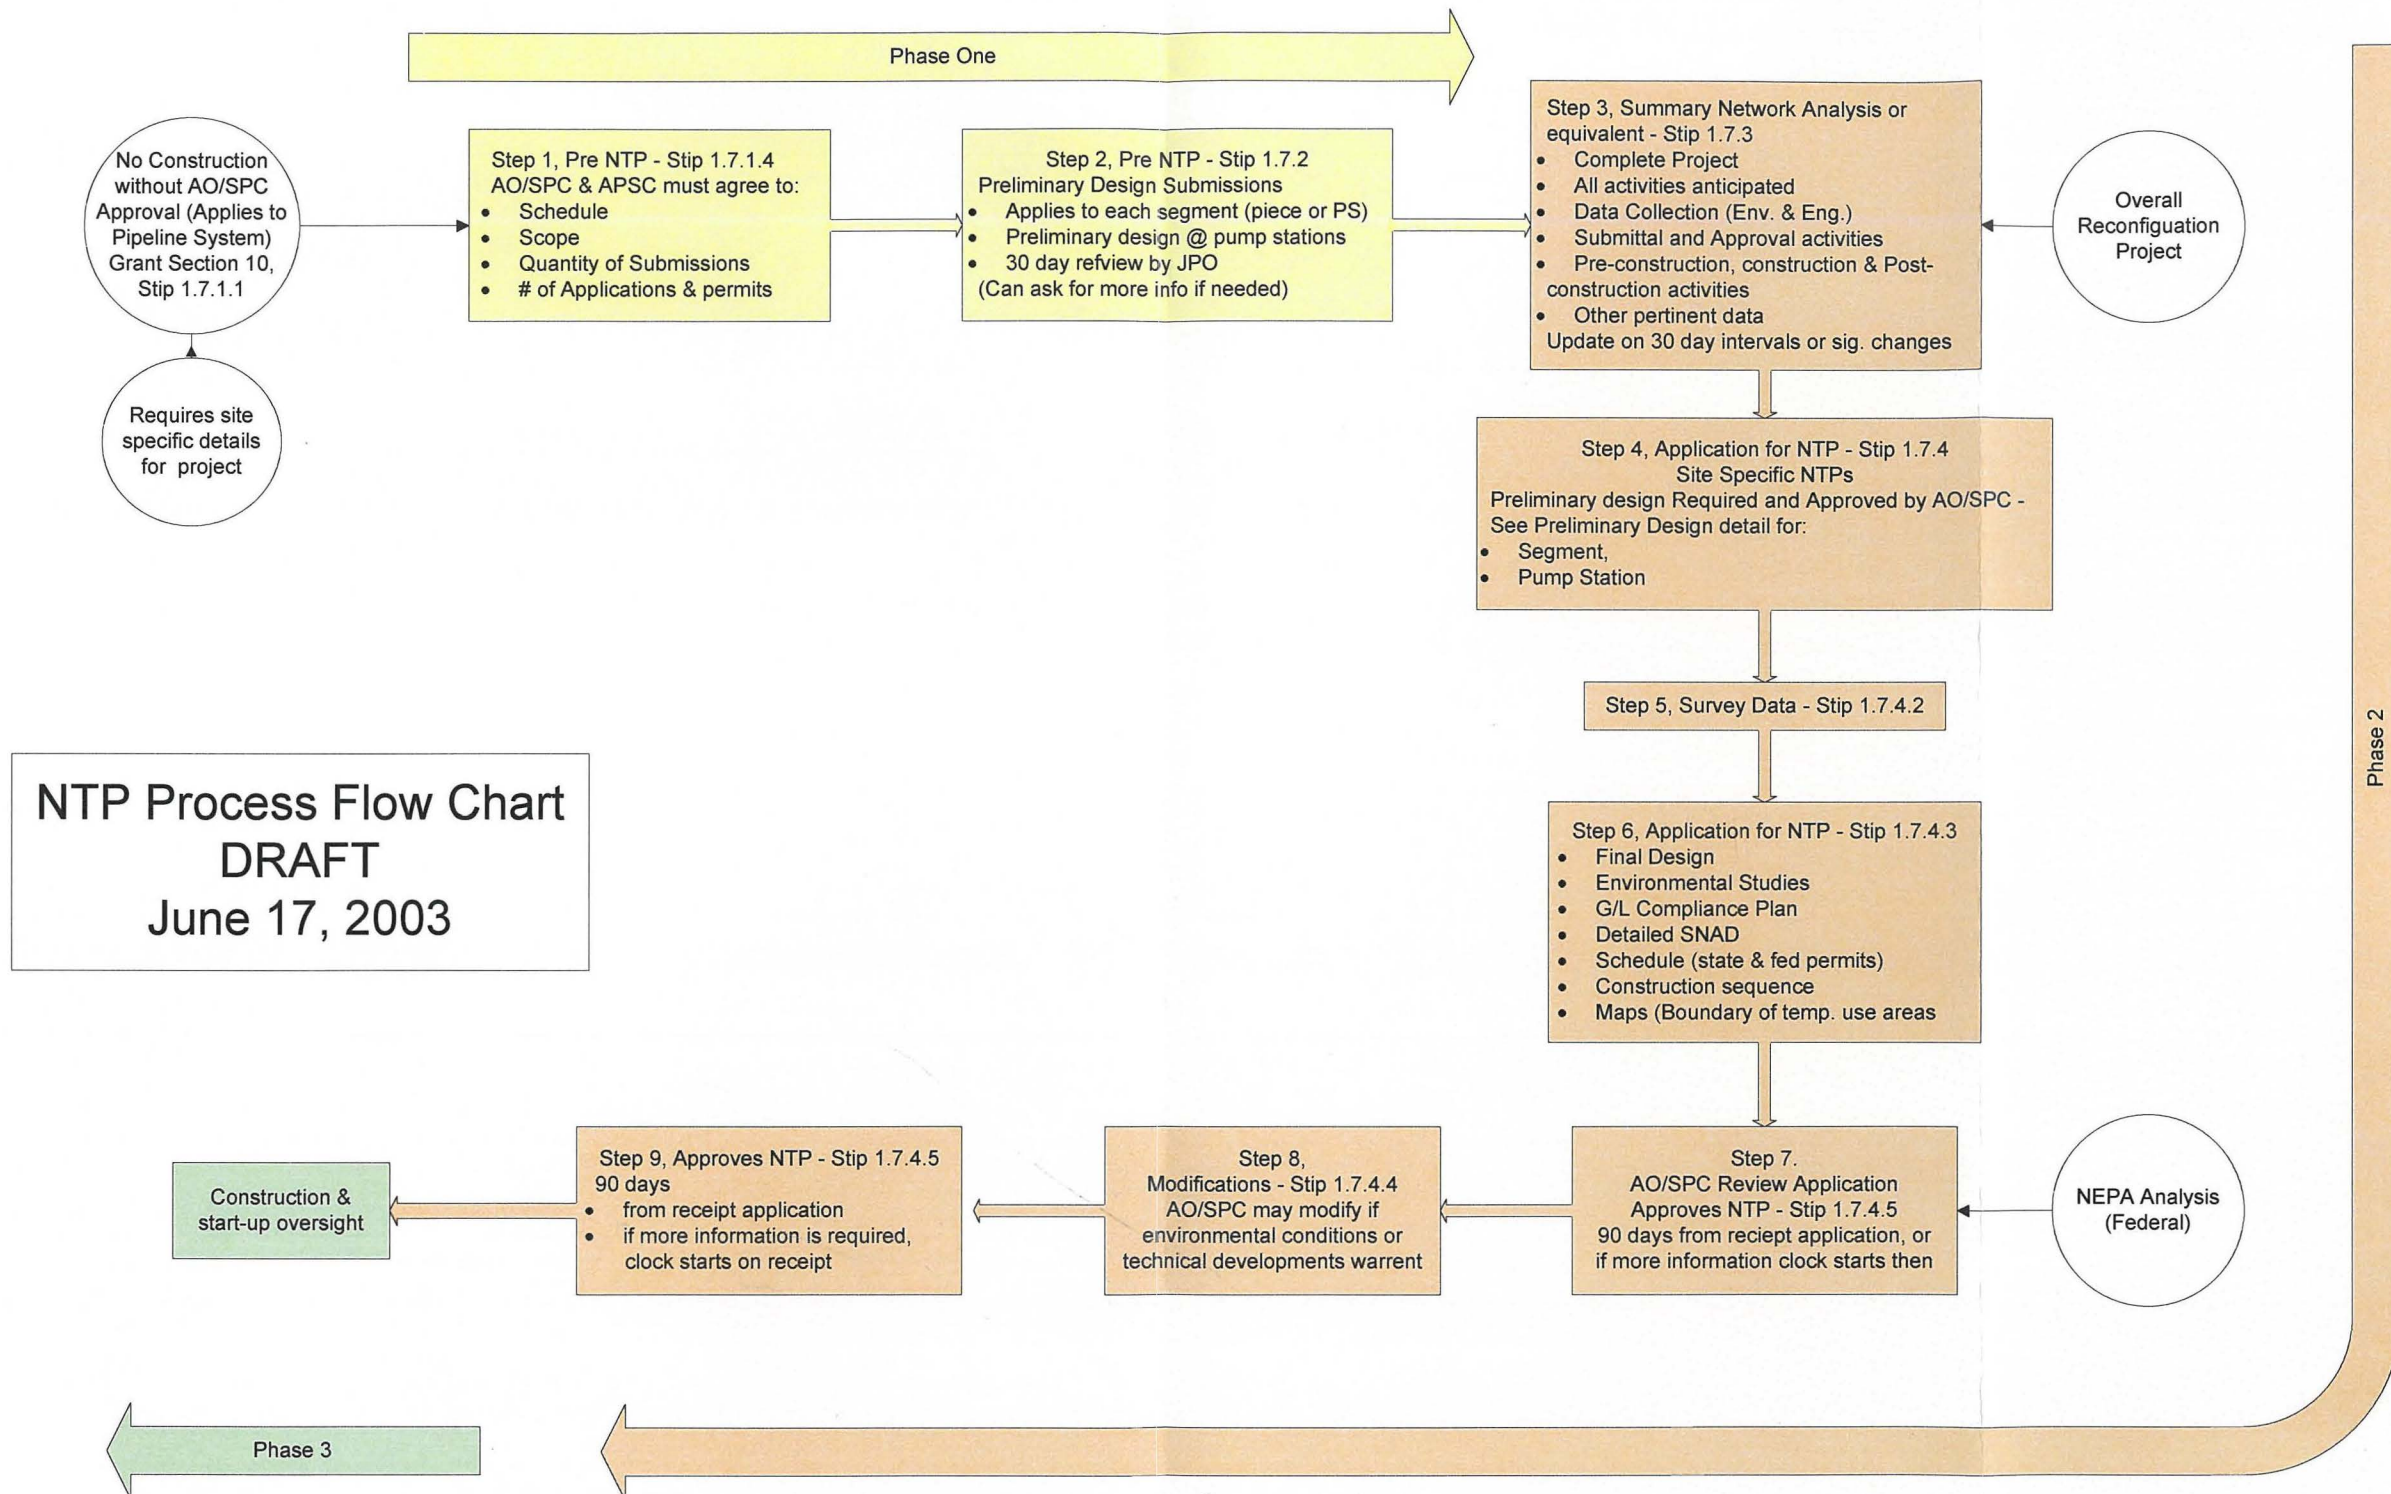 Phase One
No Construction
without AO/SPC
Approval (Applies to
Pipeline System)
Grant Section 10,
Stip 1.7.1.1
Requires site
specific details
for project
Step 1, Pre NTP - Stip 1.7.1.4
AO/SPC & APSC must agree to:
• Schedule
• Scope
• Quantity of Submissions
• # of Applications & permits
Step 2, Pre NTP - Stip 1.7.2
Preliminary Design Submissions
• Applies to each segment (piece or PS)
• Preliminary design @ pump stations
• 30 day refview by JPO
(Can ask for more info if needed)
Step 3, Summary Network Analysis or
equivalent - Stip 1.7.3
• Complete Project
• All activities anticipated
• Data Collection (Env. & Eng.)
• Submittal and Approval activities
• Pre-construction, construction & Post-
construction activities
• Other pertinent data
Update on 30 day intervals or sig. changes
Overall
Reconfiguation
Project
Step 4, Application for NTP - Stip 1.7.4
Site Specific NTPs
Preliminary design Required and Approved by AO/SPC -
See Preliminary Design detail for:
• Segment,
• Pump Station
Step 5, Survey Data - Stip 1.7.4.2
Phase 2
NTP Process Flow Chart
DRAFT
June 17, 2003
Step 6, Application for NTP - Stip 1.7.4.3
• Final Design
• Environmental Studies
• G/L Compliance Plan
• Detailed SNAD
• Schedule (state & fed permits)
• Construction sequence
• Maps (Boundary of temp. use areas
Step 7.
AO/SPC Review Application
Approves NTP - Stip 1.7.4.5
90 days from reciept application, or
if more information clock starts then
NEPA Analysis
(Federal)
Step 8,
Modifications - Stip 1.7.4.4
AO/SPC may modify if
environmental conditions or
technical developments warrent
Step 9, Approves NTP - Stip 1.7.4.5
90 days
• from receipt application
• if more information is required,
clock starts on receipt
Construction &
start-up oversight
Phase 3